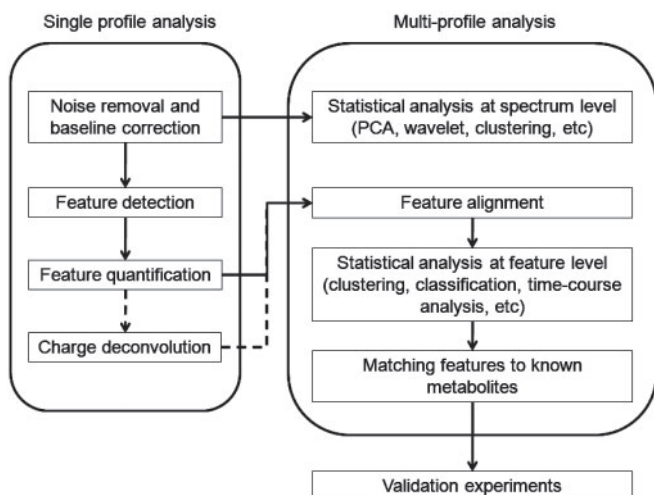 Single profile analysis
Noise removal and
baseline correction
Feature detection
Feature quantification
Charge deconvolution
Multi-profile analysis
Statistical analysis at spectrum level
(PCA, wavelet, clustering, etc)
Feature alignment
Statistical analysis at feature level
(clustering, classification, time-course
analysis, etc)
Matching features to known
metabolites
Validation experiments